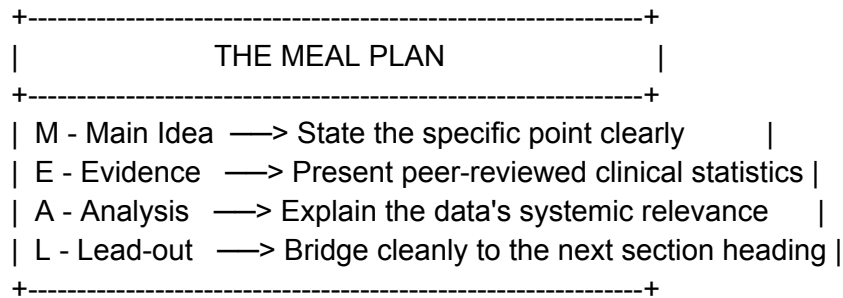 +---------------------------------------------------------------+
| THE MEAL PLAN |
+---------------------------------------------------------------+
| M - Main Idea ──> State the specific point clearly |
| E - Evidence ──> Present peer-reviewed clinical statistics |
| A - Analysis ──> Explain the data's systemic relevance |
| L - Lead-out ──> Bridge cleanly to the next section heading |
+---------------------------------------------------------------+